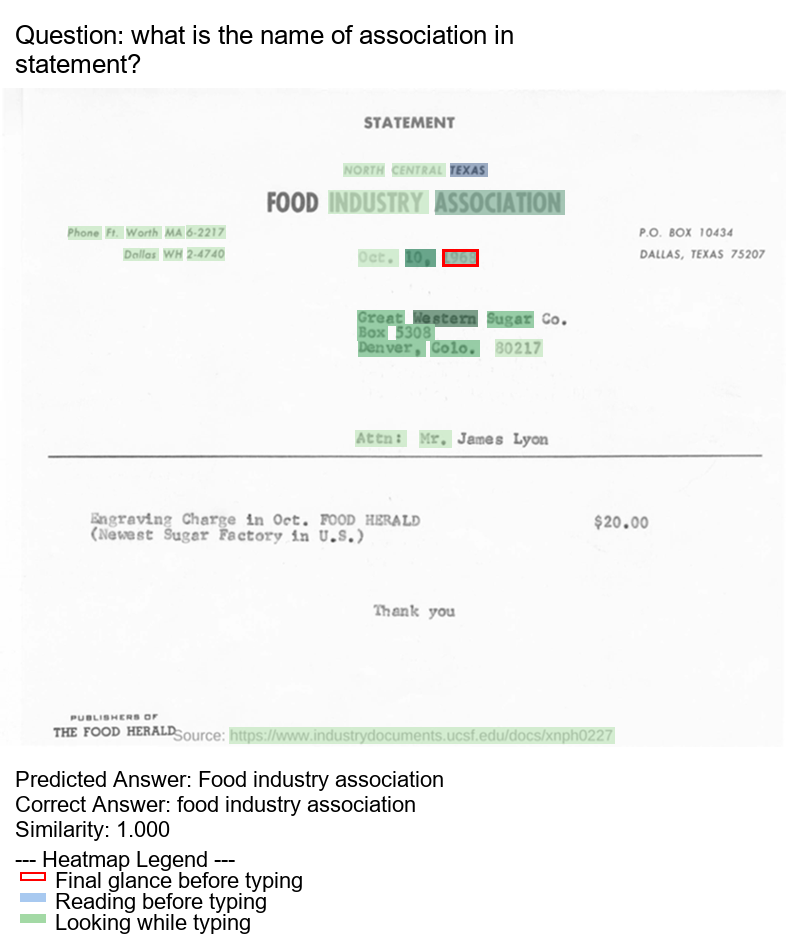 Question: what is the name of association in
statement?
STATEMENT
NORTH CENTRAL TEXAS
FOOD INDUSTRY ASSOCIATION
Phone Ft. Worth MA 6-2217
Dallas WH 2-4740
P.O. BOX 10434
DALLAS, TEXAS 75207
Oct. 10, 1968
Great Western Sugar Co.
Box 5308
Denver, Colo. 80217
Attn: Mr. James Lyon
Engraving Charge in Oct. FOOD HERALD $20.00
(Newest Sugar Factory in U.S.)
Thank you
PUBLISHERS OF
THE FOOD HERALD
Source: https://www.industrydocuments.ucsf.edu/docs/xnph0227
Predicted Answer: Food industry association
Correct Answer: food industry association
Similarity: 1.000
--- Heatmap Legend ---
Final glance before typing
Reading before typing
Looking while typing